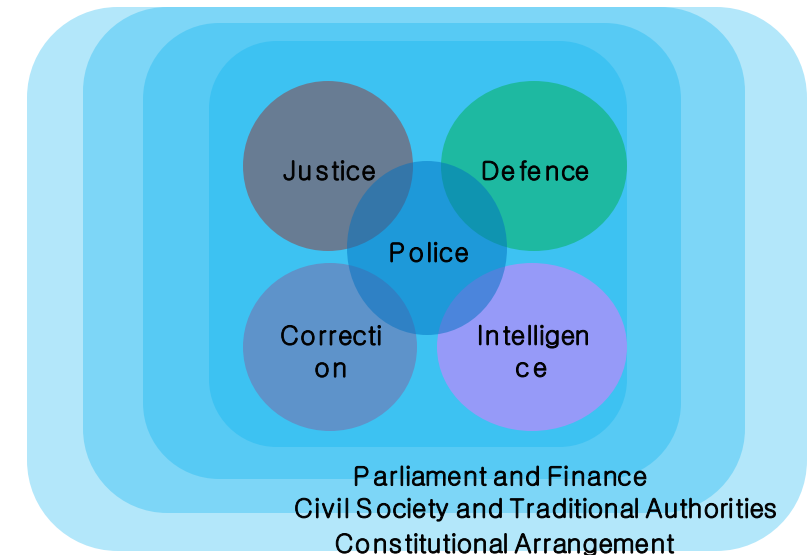 Justice
Defence
Police
Correcti
on
Intelligen
ce
Parliament and Finance
Civil Society and Traditional Authorities
Constitutional Arrangement